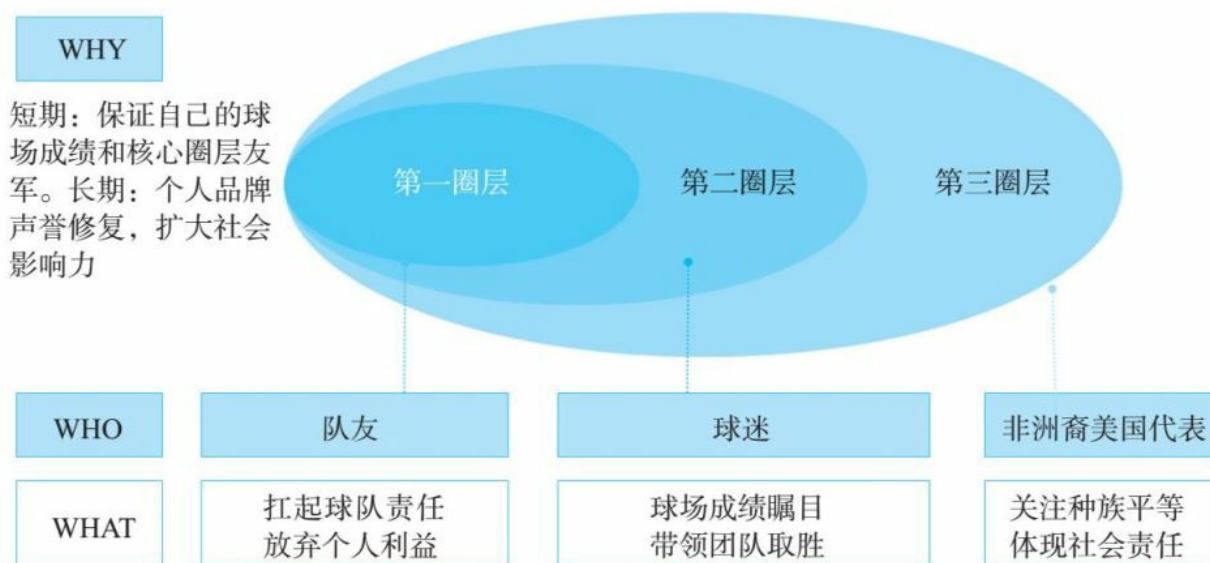 WHY
短期：保证自己的球
场成绩和核心圈层友
军。长期：个人品牌
声誉修复，扩大社会
影响力
第一圈层
第二圈层
第三圈层
WHO
队友
球迷
非洲裔美国代表
WHAT
扛起球队责任
放弃个人利益
球场成绩瞩目
带领团队取胜
关注种族平等
体现社会责任